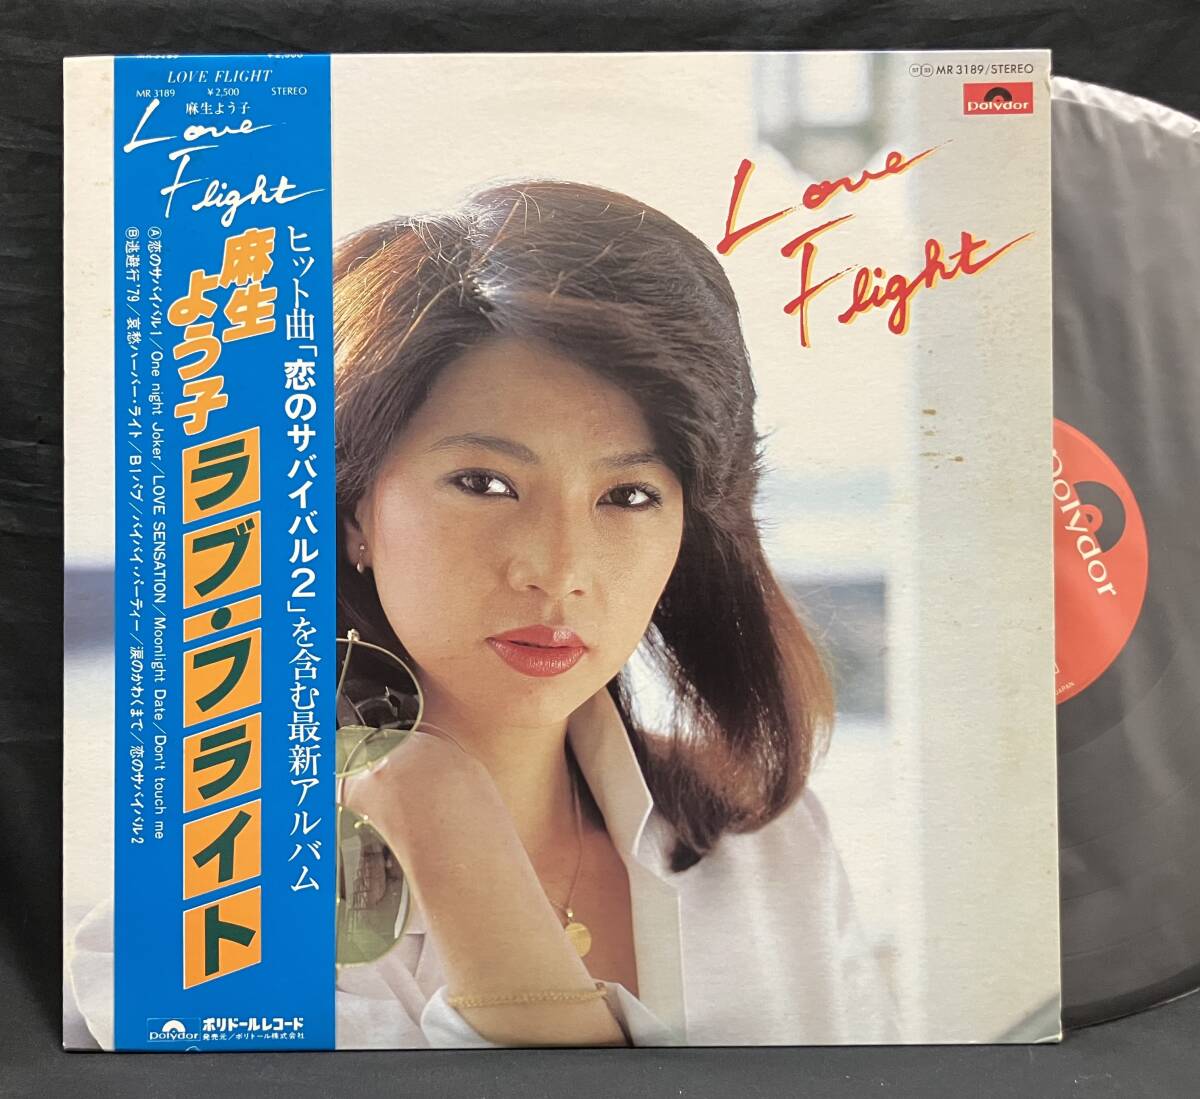 MR 3189 ¥2,500
LOVE FLIGHT
MR 3189 ¥2,500 STEREO
麻生よう子
Love
Flight
ヒット曲「恋のサバイバル2」を含む最新アルバム
麻生
よう子
ラブ・フライト
Ⓐ恋のサバイバル1/One night Joker/LOVE SENSATION/Moonlight Date/Don't touch me
Ⓑ逃避行'79/哀愁ハーバー・ライト/B1パブ/バイバイ・パーティー/涙のかわくまで/恋のサバイバル2
polydor
ポリドールレコード
発売元/ポリドール株式会社
MR 3189/STEREO
polydor
Love
Flight
polydor
JAPAN